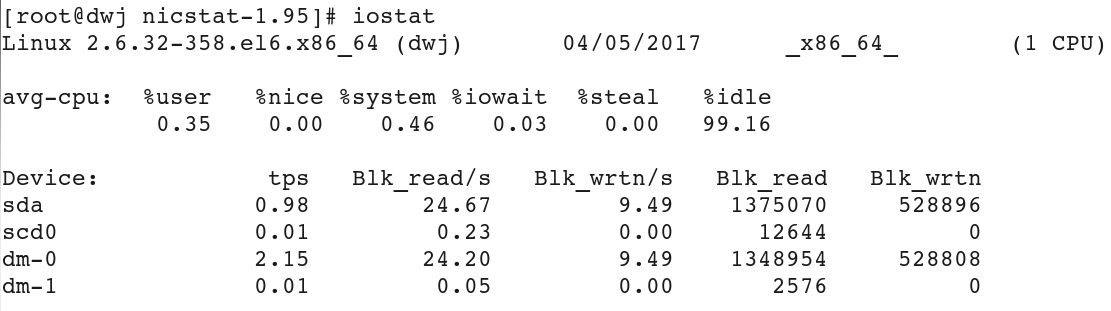 [root@dwj nicstat-1.95]# iostat
Linux 2.6.32-358.el6.x86_64 (dwj) 04/05/2017 _x86_64_ (1 CPU)
avg-cpu: %user %nice %system %iowait %steal %idle
0.35 0.00 0.46 0.03 0.00 99.16
Device: tps Blk_read/s Blk_wrtn/s Blk_read Blk_wrtn
sda 0.98 24.67 9.49 1375070 528896
scd0 0.01 0.23 0.00 12644 0
dm-0 2.15 24.20 9.49 1348954 528808
dm-1 0.01 0.05 0.00 2576 0